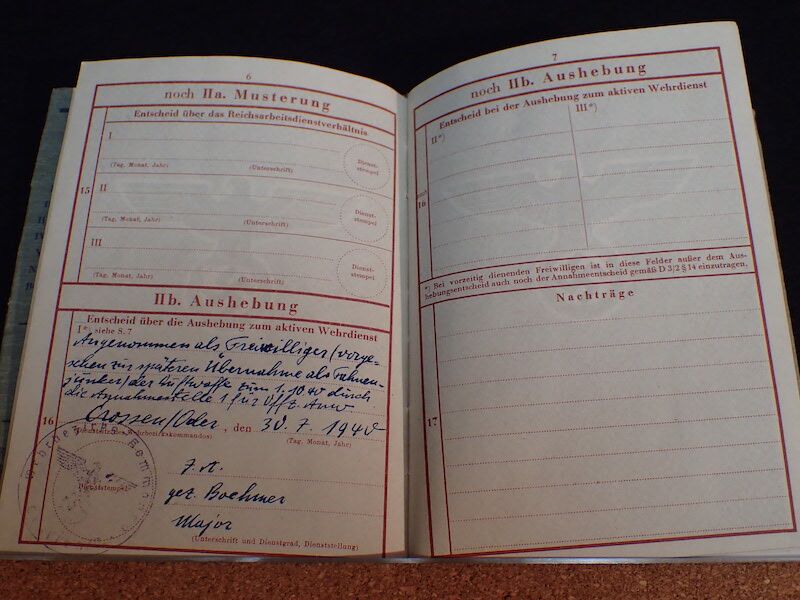 6
noch IIa. Musterung
Entscheid über das Reichsarbeitsdienstverhältnis
I
(Tag, Monat, Jahr) (Unterschrift)
Dienst-
stempel
15
II
(Tag, Monat, Jahr) (Unterschrift)
Dienst-
stempel
III
(Tag, Monat, Jahr) (Unterschrift)
Dienst-
stempel
IIb. Aushebung
Entscheid über die Aushebung zum aktiven Wehrdienst
I*) siehe S. 7
Angenommen als Freiwilliger (vorge-
sehen zur späteren Übernahme als Fahnen-
junker) der Luftwaffe zum 1.10.40 durch
die Annahmestelle 1 für Offz. Anw
16
Crossen/Oder, den 30. 7. 1940
(Dienstsitz des Wehrbezirkskommandos) (Tag, Monat, Jahr)
Dienststempel
gez. Boehmer
Major
(Unterschrift und Dienstgrad, Dienststellung)
7
noch IIb. Aushebung
Entscheid bei der Aushebung zum aktiven Wehrdienst
II*) III*)
noch
16
*) Bei vorzeitig dienenden Freiwilligen ist in diese Felder außer dem Aus-
hebungsentscheid auch noch der Annahmeentscheid gemäß D 3/2 § 14 einzutragen.
Nachträge
17